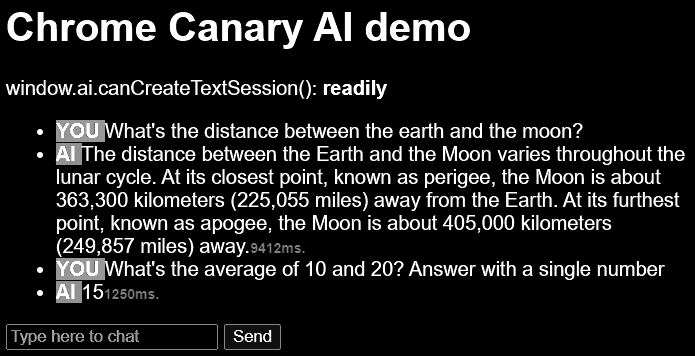 Chrome Canary AI demo
window.ai.canCreateTextSession(): readily
• YOU What's the distance between the earth and the moon?
• AI The distance between the Earth and the Moon varies throughout the
lunar cycle. At its closest point, known as perigee, the Moon is about
363,300 kilometers (225,055 miles) away from the Earth. At its furthest
point, known as apogee, the Moon is about 405,000 kilometers
(249,857 miles) away.9412ms.
• YOU What's the average of 10 and 20? Answer with a single number
• AI 151250ms.
Type here to chat Send